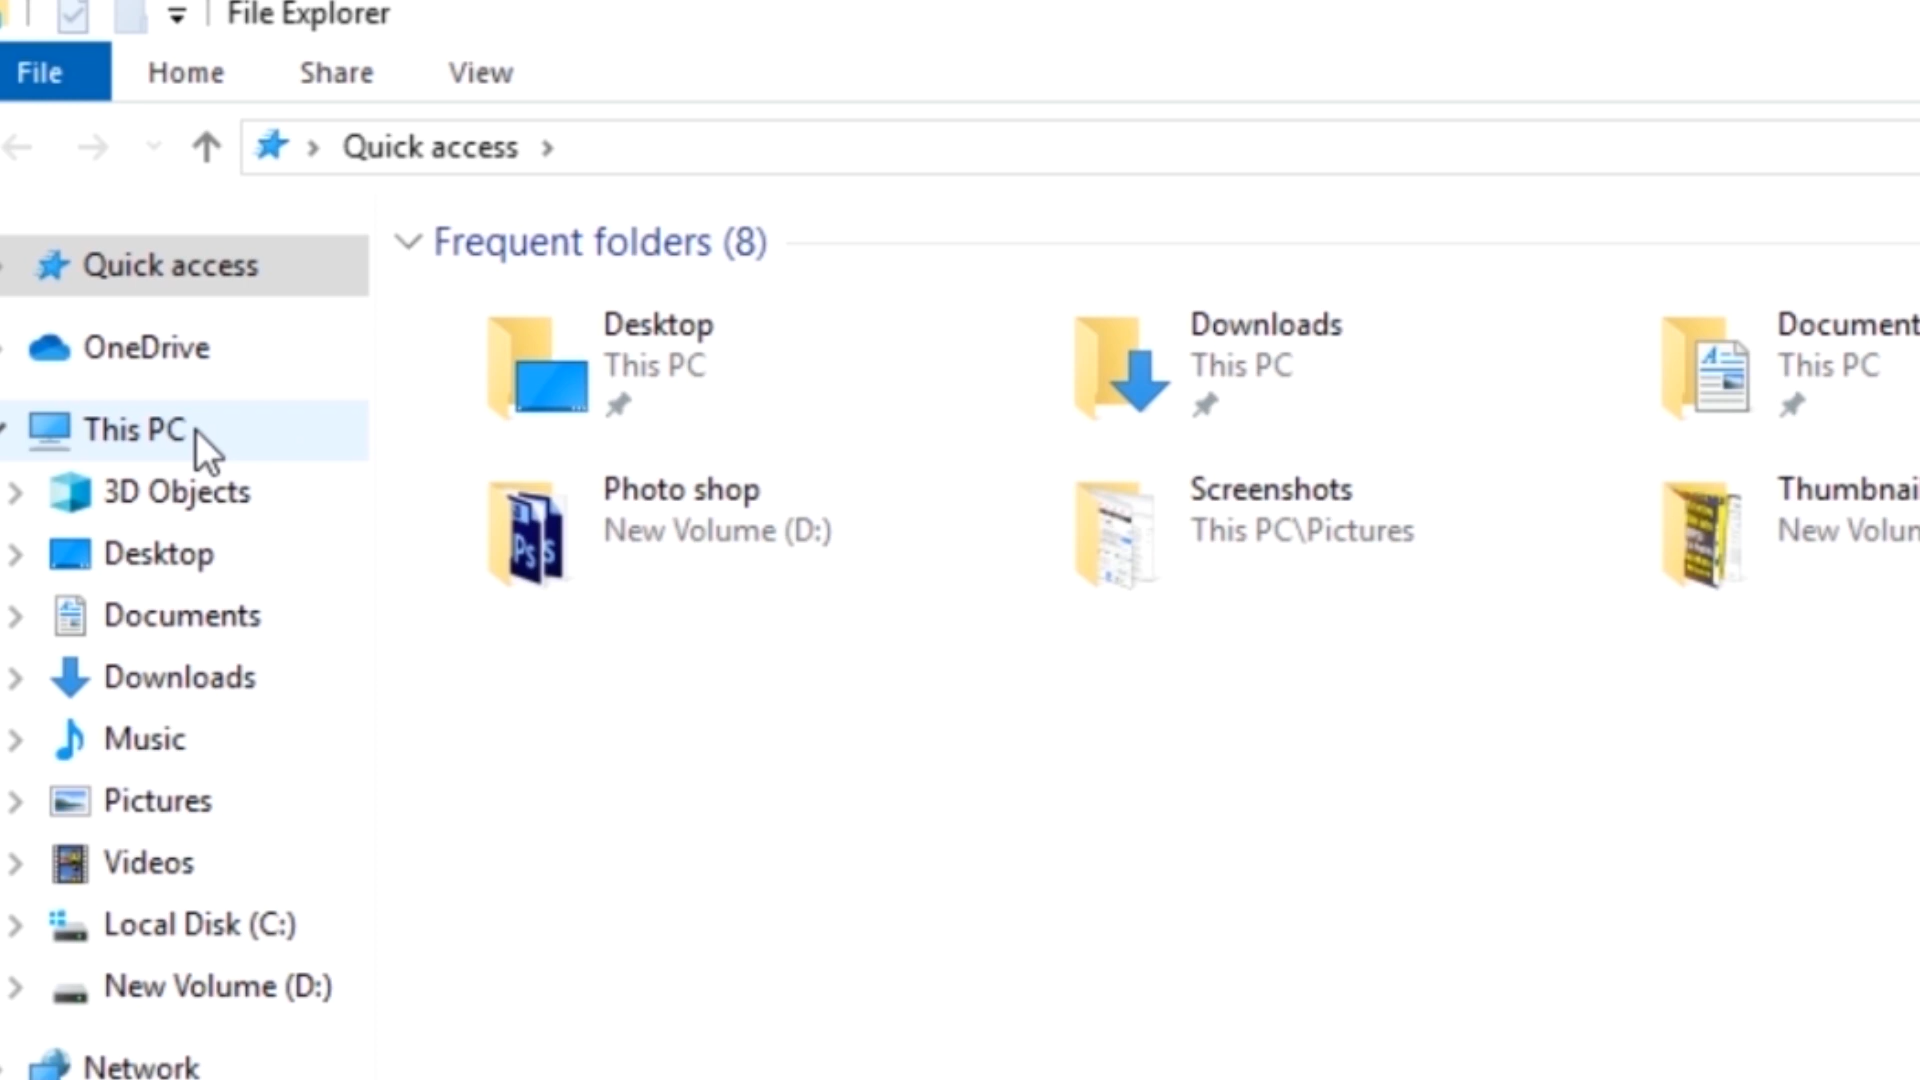 File Explorer
File Home Share View
Quick access
Quick access
OneDrive
This PC
3D Objects
Desktop
Documents
Downloads
Music
Pictures
Videos
Local Disk (C:)
New Volume (D:)
Network
Frequent folders (8)
Desktop
This PC
Downloads
This PC
Document
This PC
Photo shop
New Volume (D:)
Screenshots
This PC\Pictures
Thumbnai
New Volu